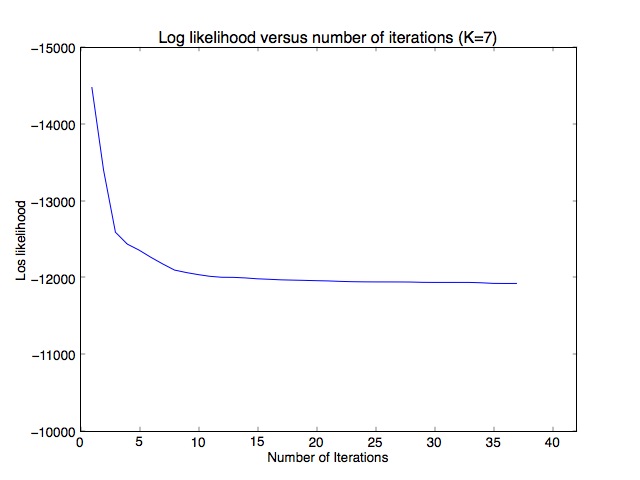 Log likelihood versus number of iterations (K=7)
−15000
−14000
−13000
−12000
−11000
−10000
Los likelihood
0 5 10 15 20 25 30 35 40
Number of Iterations